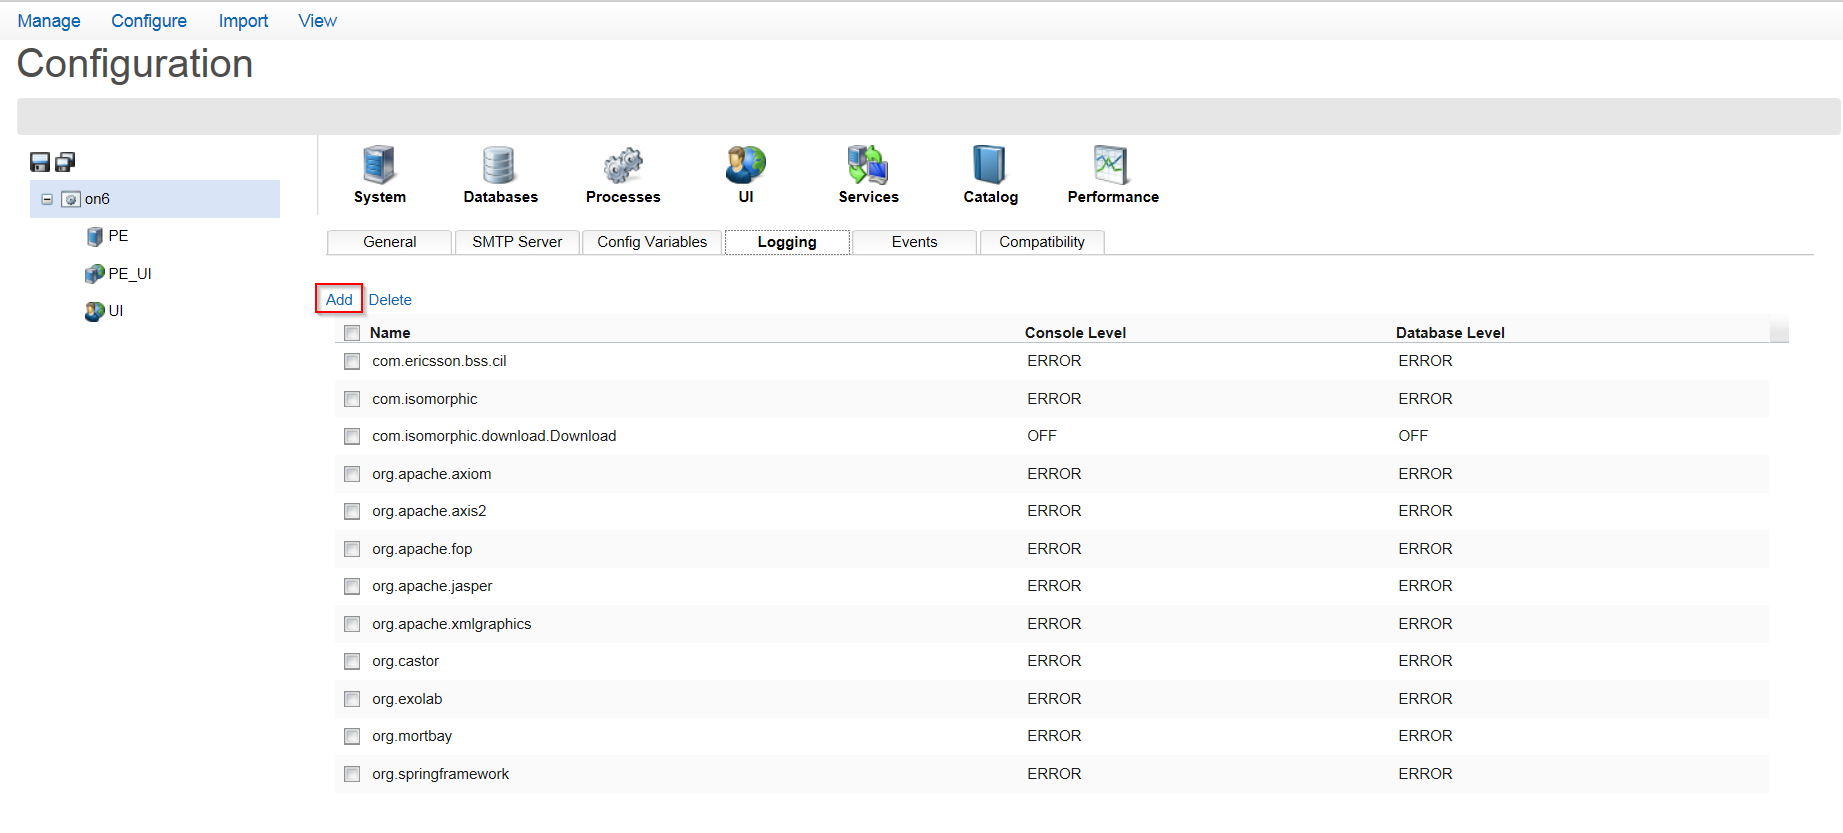 Manage Configure Import View
Configuration
System Databases Processes UI Services Catalog Performance
on6
PE
PE_UI
UI
General SMTP Server Config Variables Logging Events Compatibility
Add Delete
Name Console Level Database Level
com.ericsson.bss.cil ERROR ERROR
com.isomorphic ERROR ERROR
com.isomorphic.download.Download OFF OFF
org.apache.axiom ERROR ERROR
org.apache.axis2 ERROR ERROR
org.apache.fop ERROR ERROR
org.apache.jasper ERROR ERROR
org.apache.xmlgraphics ERROR ERROR
org.castor ERROR ERROR
org.exolab ERROR ERROR
org.mortbay ERROR ERROR
org.springframework ERROR ERROR